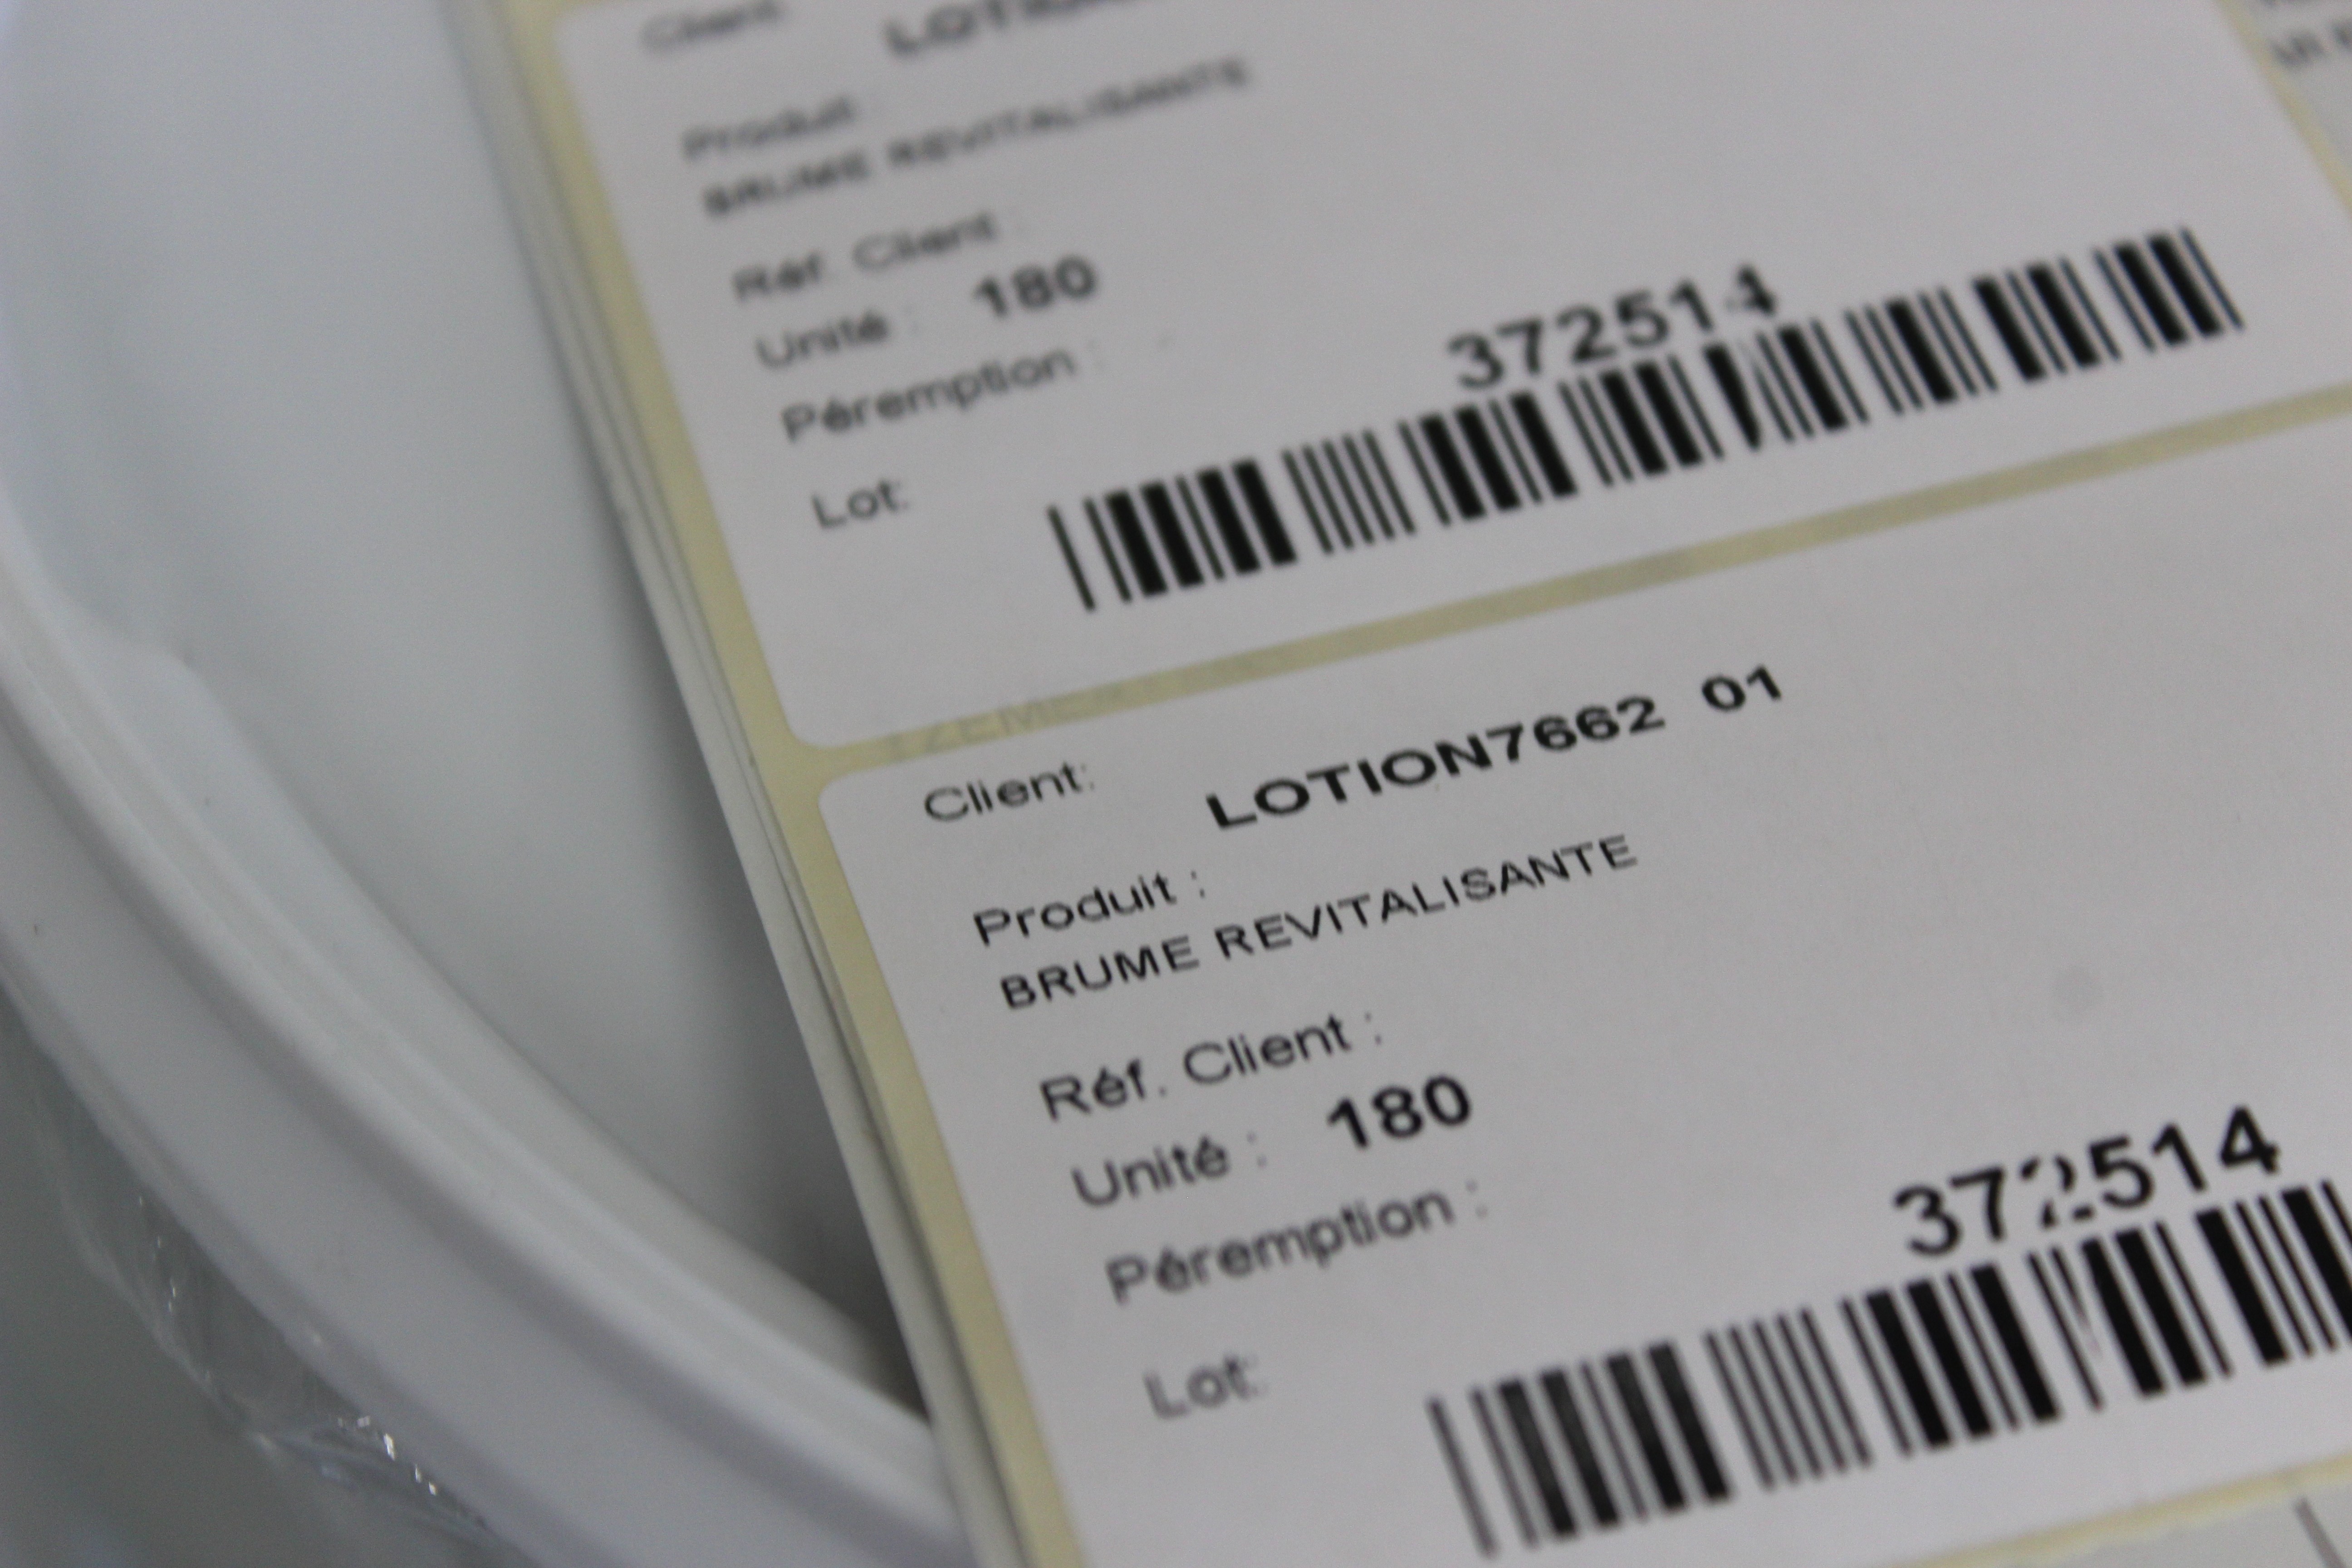 Client:
Produit :
BRUME REVITALISANTE
Réf. Client :
Unité : 180
Péremption :
372514
Lot:
Client:
LOTION7662 01
Produit :
BRUME REVITALISANTE
Réf. Client :
Unité : 180
Péremption :
372514
Lot: